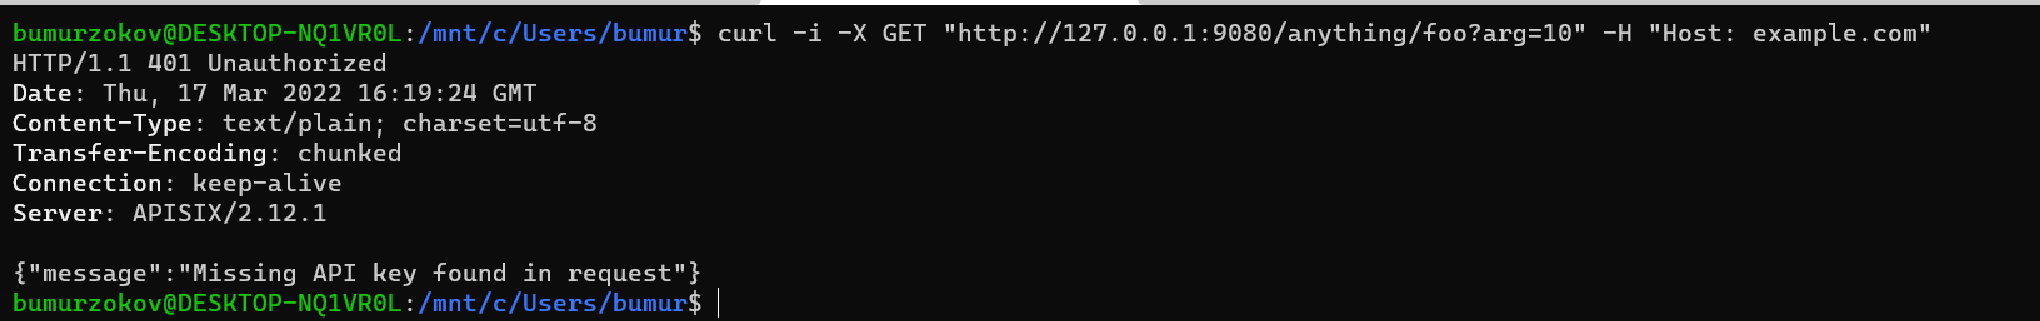 bumurzokov@DESKTOP-NQ1VR0L:/mnt/c/Users/bumur$ curl -i -X GET "http://127.0.0.1:9080/anything/foo?arg=10" -H "Host: example.com"
HTTP/1.1 401 Unauthorized
Date: Thu, 17 Mar 2022 16:19:24 GMT
Content-Type: text/plain; charset=utf-8
Transfer-Encoding: chunked
Connection: keep-alive
Server: APISIX/2.12.1
{"message":"Missing API key found in request"}
bumurzokov@DESKTOP-NQ1VR0L:/mnt/c/Users/bumur$